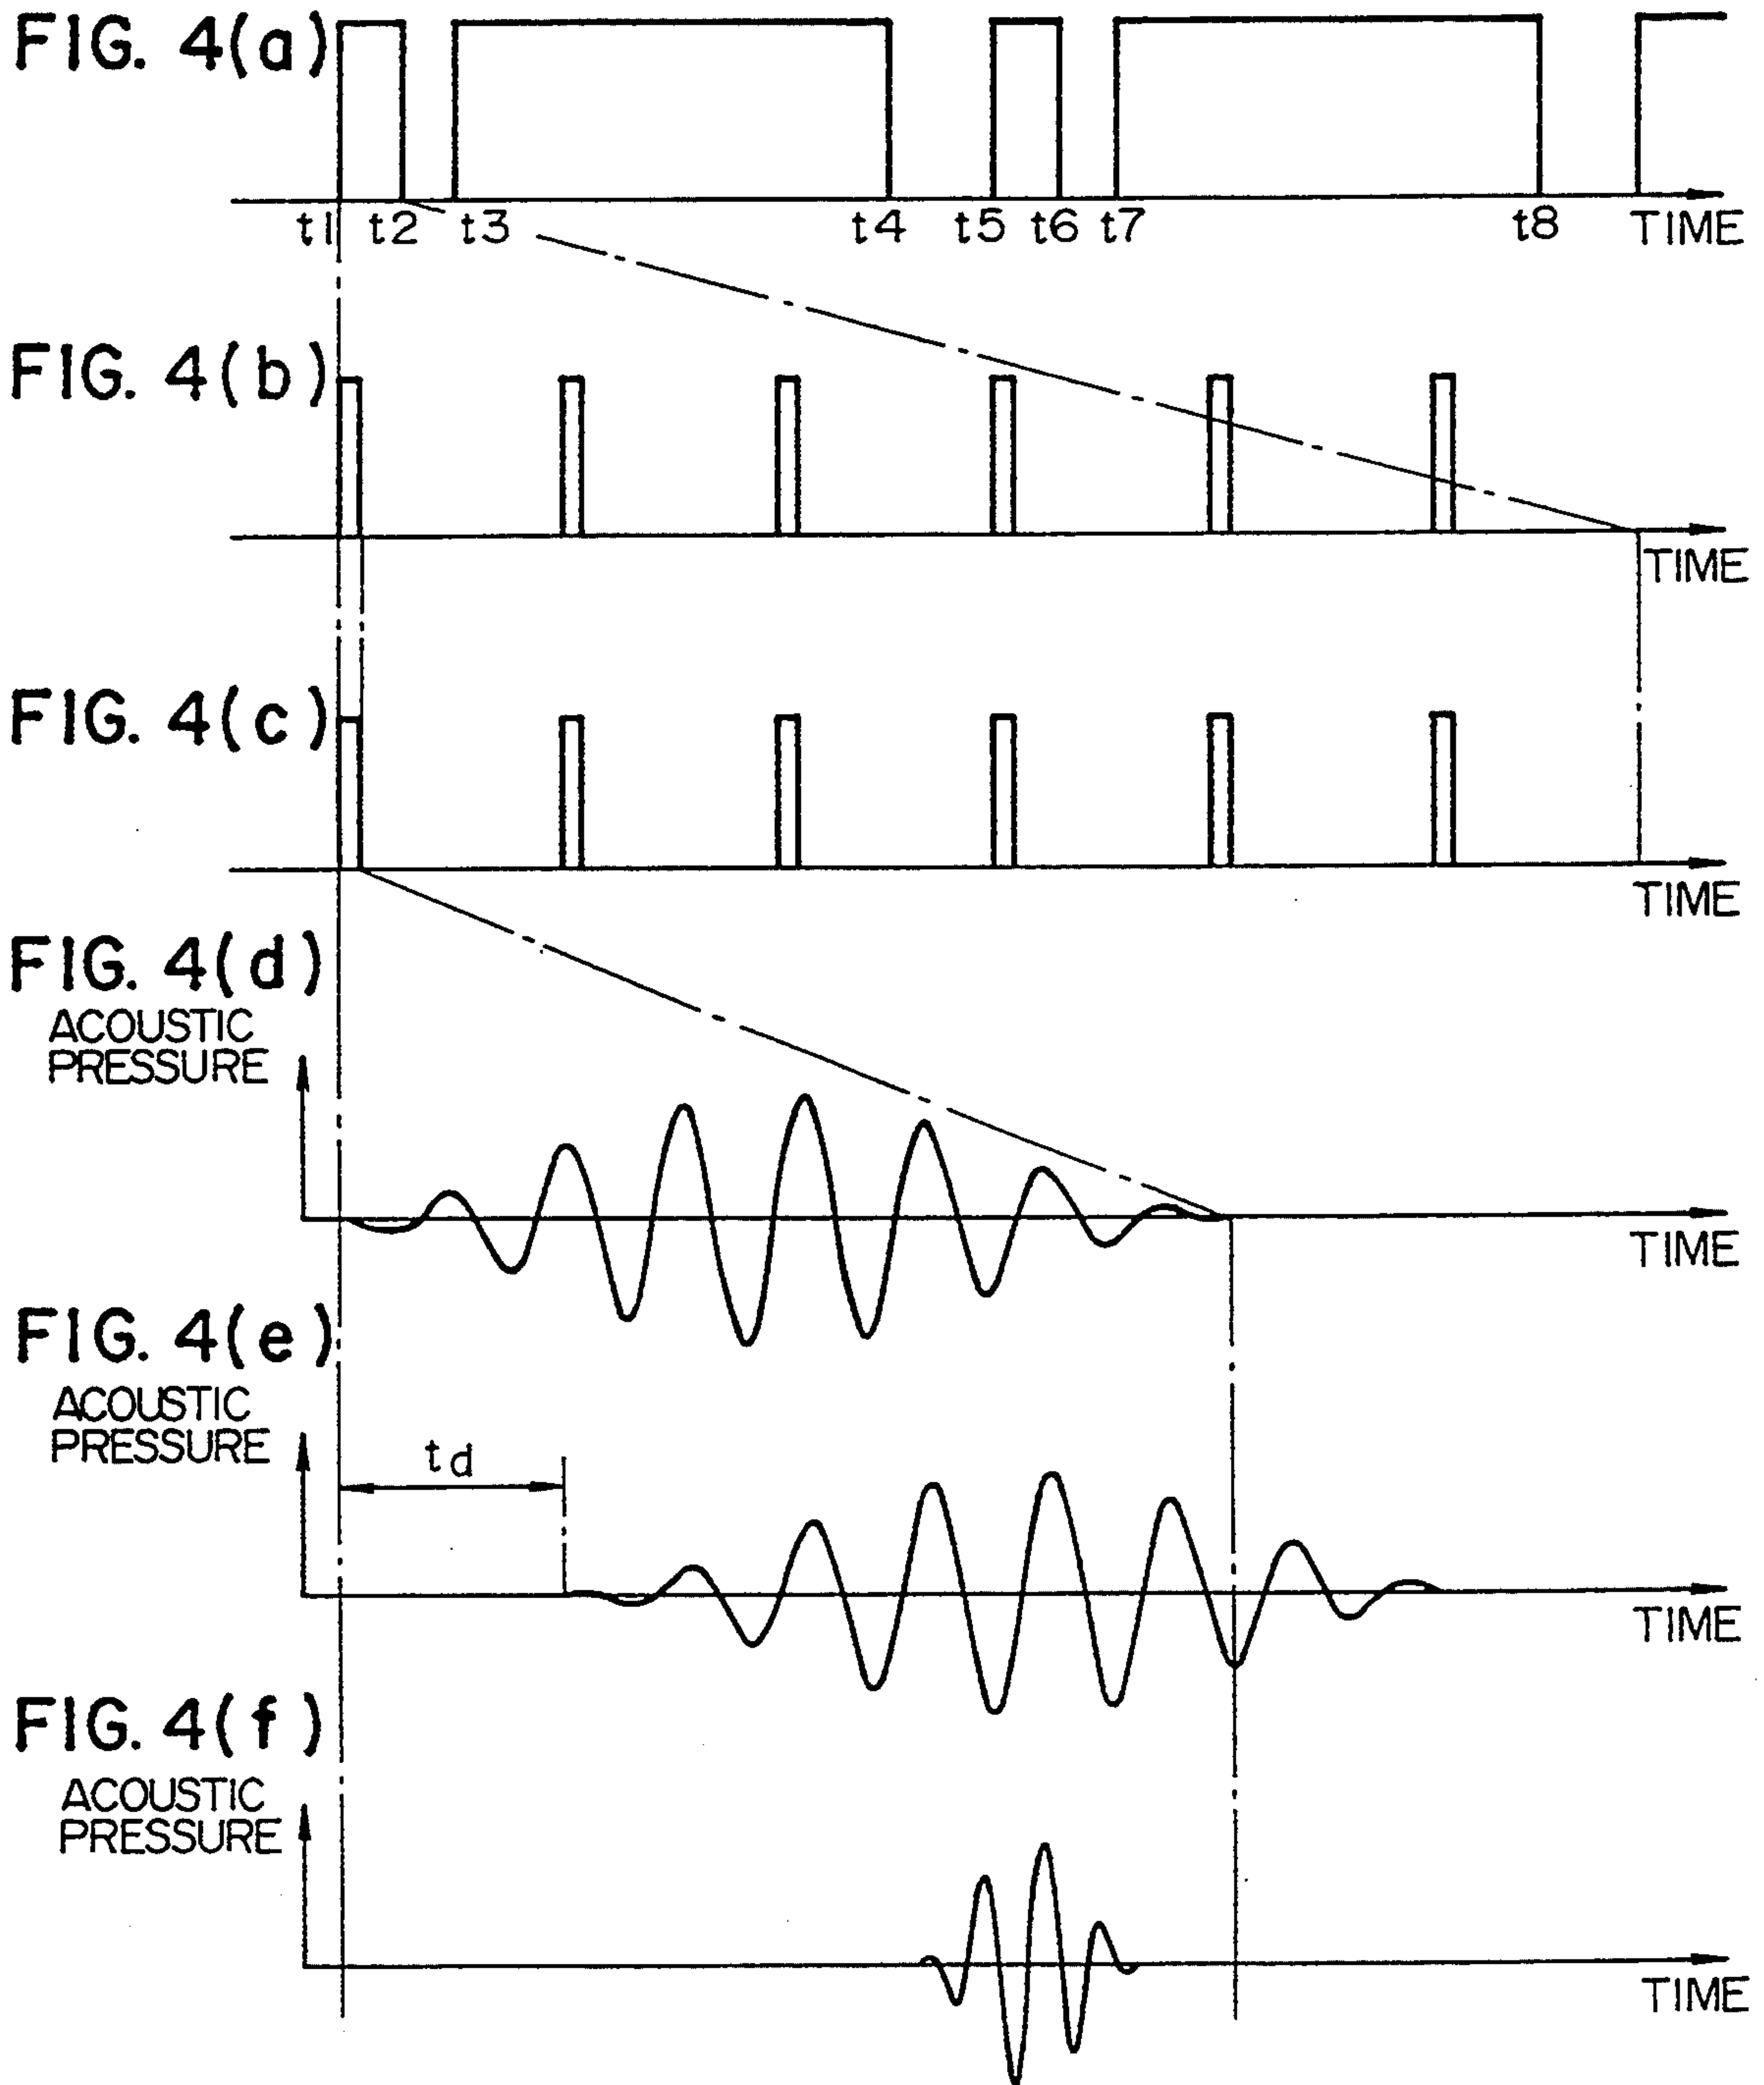 FIG. 4(a)
t1 t2 t3 t4 t5 t6 t7 t8 TIME
FIG. 4(b)
TIME
FIG. 4(c)
TIME
FIG. 4(d)
ACOUSTIC
PRESSURE
TIME
FIG. 4(e)
ACOUSTIC
PRESSURE
td
TIME
FIG. 4(f)
ACOUSTIC
PRESSURE
TIME